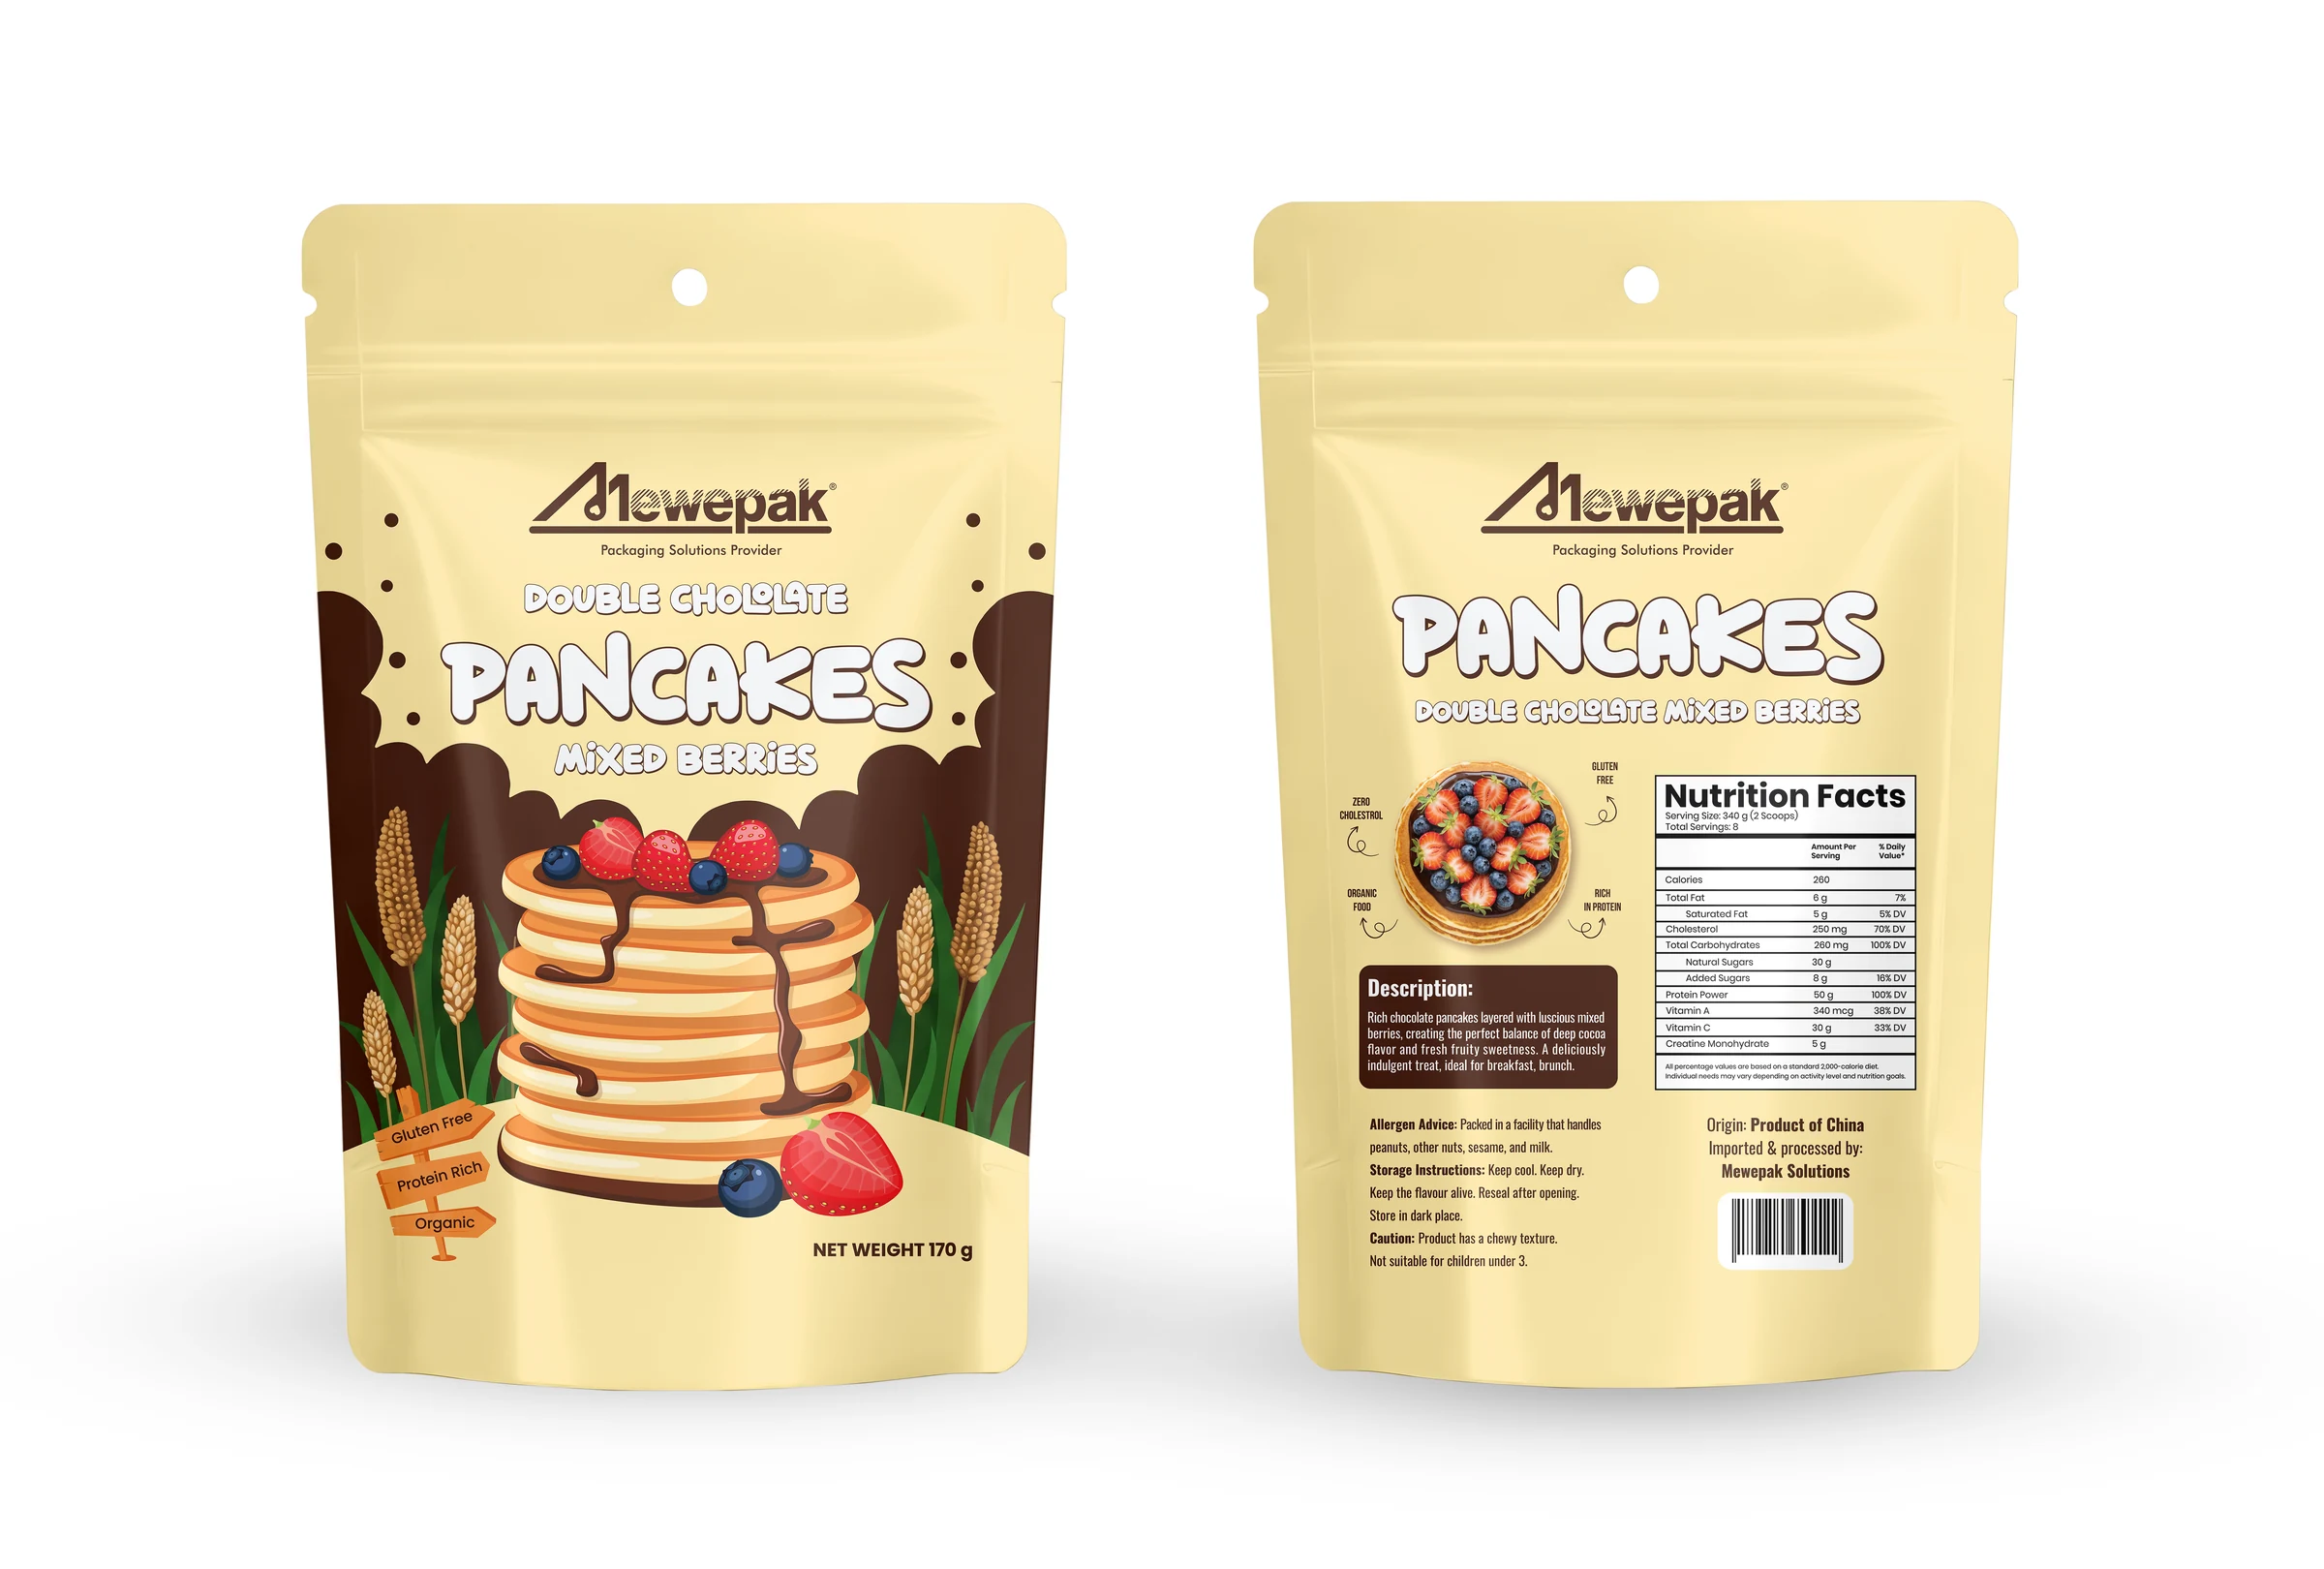 Mewepak®
Packaging Solutions Provider
DOUBLE CHOLOLATE
PANCAKES
MiXED BERRiES
Gluten Free
Protein Rich
Organic
NET WEIGHT 170 g
Mewepak®
Packaging Solutions Provider
PANCAKES
DOUBLE CHOLOLATE MiXED BERRiES
ZERO
CHOLESTROL
GLUTEN
FREE
ORGANIC
FOOD
RICH
IN PROTEIN
Description:
Rich chocolate pancakes layered with luscious mixed
berries, creating the perfect balance of deep cocoa
flavor and fresh fruity sweetness. A deliciously
indulgent treat, ideal for breakfast, brunch.
Allergen Advice: Packed in a facility that handles
peanuts, other nuts, sesame, and milk.
Storage Instructions: Keep cool. Keep dry.
Keep the flavour alive. Reseal after opening.
Store in dark place.
Caution: Product has a chewy texture.
Not suitable for children under 3.
Nutrition Facts
Serving Size: 340 g (2 Scoops)
Total Servings: 8
Amount Per Serving % Daily Value*
Calories 260
Total Fat 6 g 7%
Saturated Fat 5 g 5% DV
Cholesterol 250 mg 70% DV
Total Carbohydrates 260 mg 100% DV
Natural Sugars 30 g
Added Sugars 8 g 16% DV
Protein Power 50 g 100% DV
Vitamin A 340 mcg 38% DV
Vitamin C 30 g 33% DV
Creatine Monohydrate 5 g
All percentage values are based on a standard 2,000-calorie diet.
Individual needs may vary depending on activity level and nutrition goals.
Origin: Product of China
Imported & processed by:
Mewepak Solutions